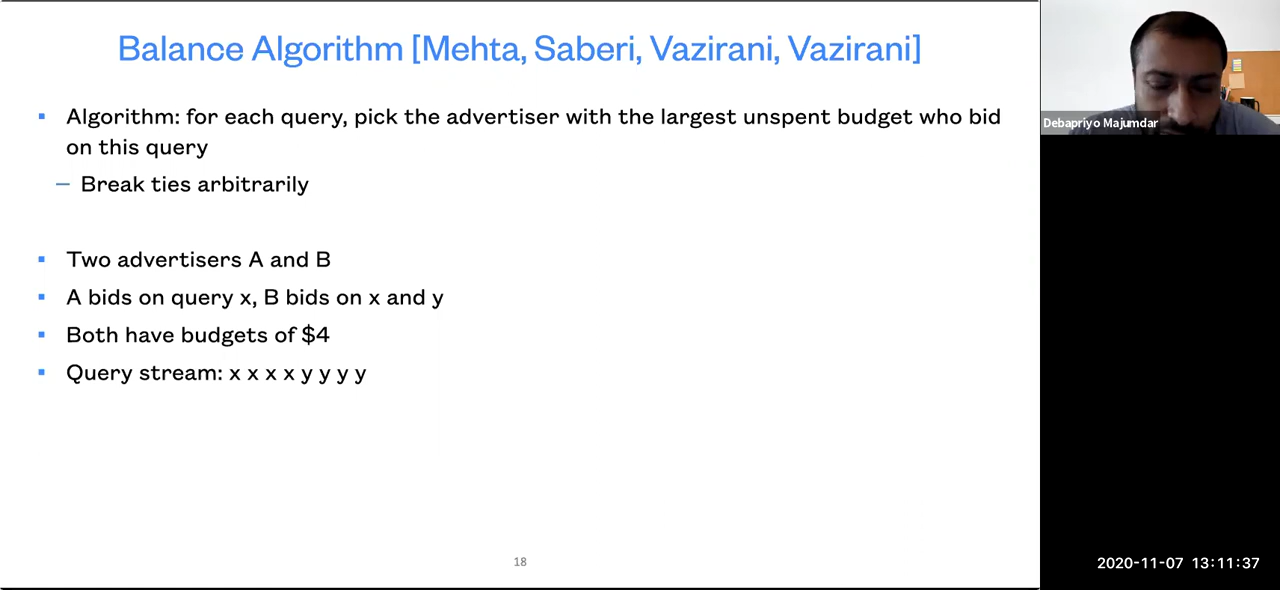 Balance Algorithm [Mehta, Saberi, Vazirani, Vazirani]
▪ Algorithm: for each query, pick the advertiser with the largest unspent budget who bid
on this query
– Break ties arbitrarily
▪ Two advertisers A and B
▪ A bids on query x, B bids on x and y
▪ Both have budgets of $4
▪ Query stream: x x x x y y y y
18
Debapriyo Majumdar
2020-11-07 13:11:37